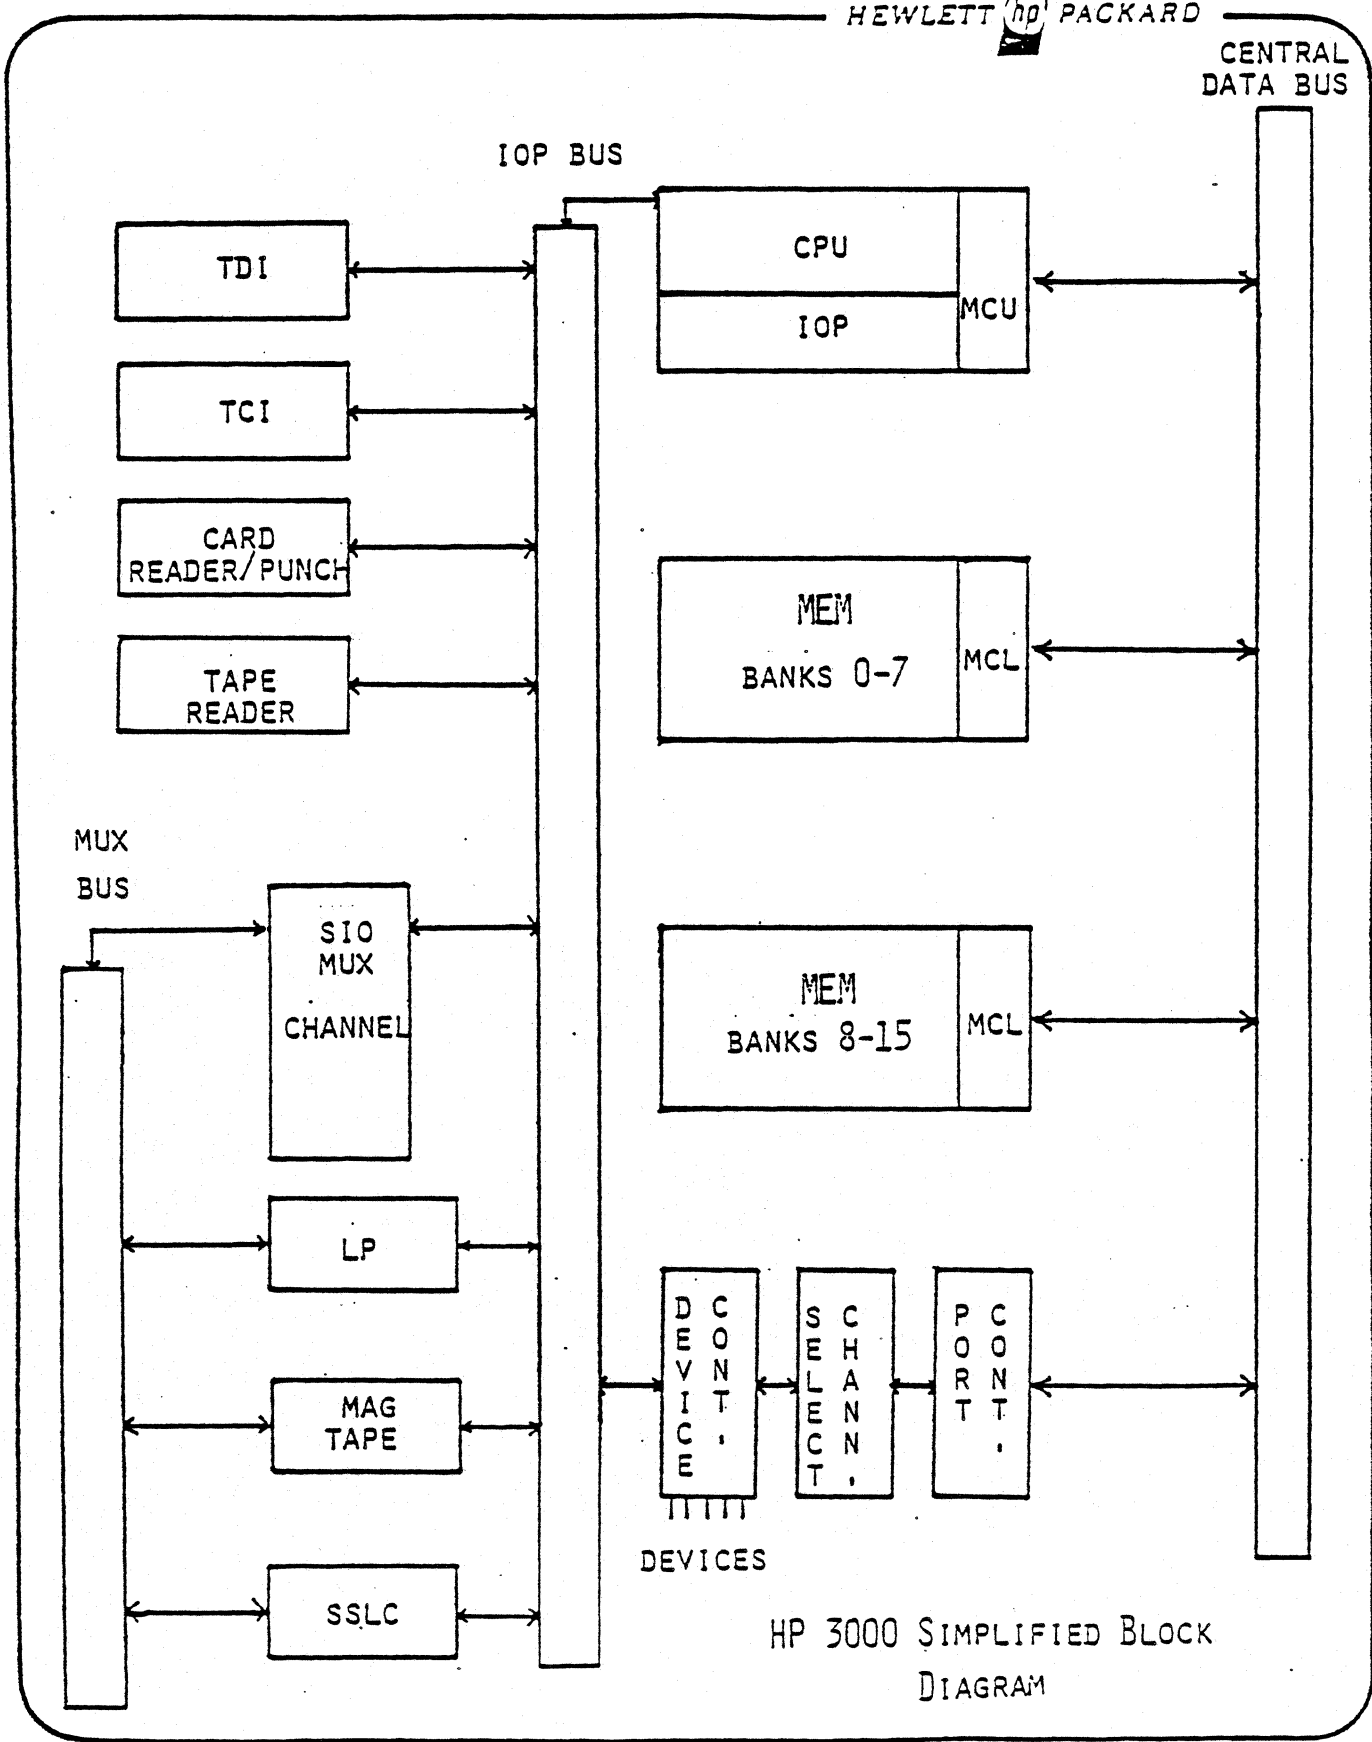 HEWLETT hp PACKARD
CENTRAL
DATA BUS
IOP BUS
CPU
IOP
MCU
TDI
TCI
CARD
READER/PUNCH
TAPE
READER
MEM
BANKS 0-7
MCL
MUX
BUS
SIO
MUX
CHANNEL
MEM
BANKS 8-15
MCL
LP
MAG
TAPE
SSLC
DEVICE
CONT.
SELECT
CHANN.
PORT
CONT.
DEVICES
HP 3000 SIMPLIFIED BLOCK
DIAGRAM